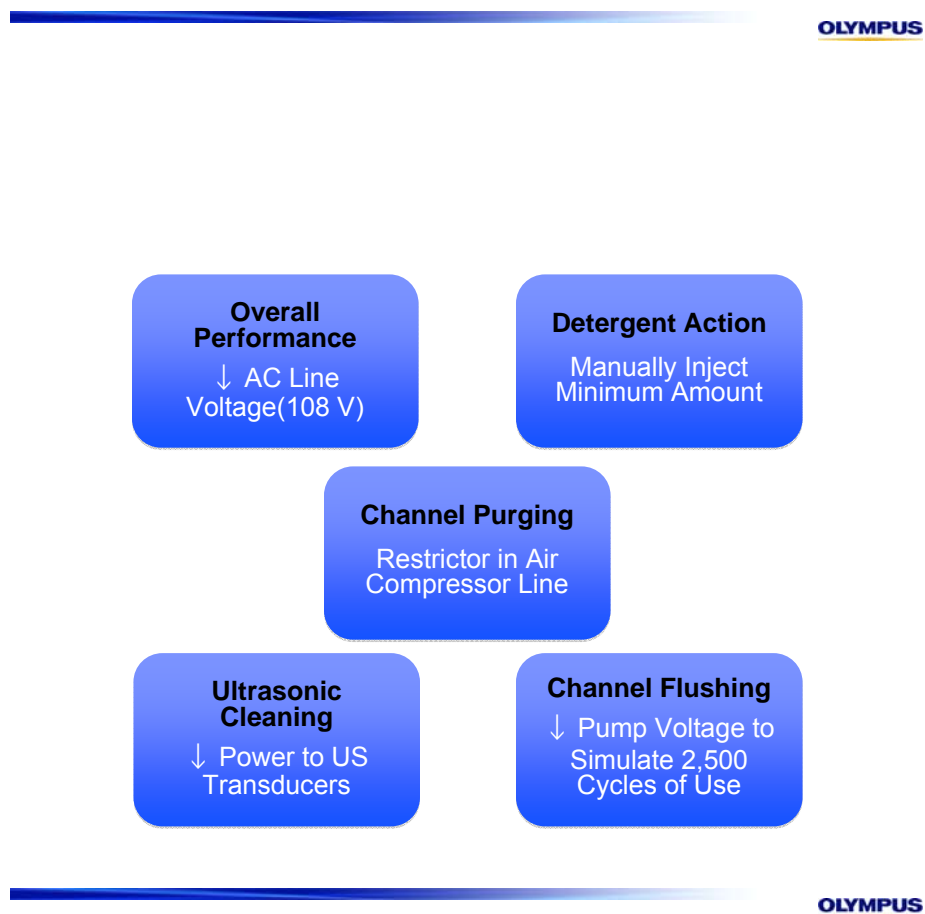 OLYMPUS
Overall
Performance
↓ AC Line
Voltage(108 V)
Detergent Action
Manually Inject
Minimum Amount
Channel Purging
Restrictor in Air
Compressor Line
Ultrasonic
Cleaning
↓ Power to US
Transducers
Channel Flushing
↓ Pump Voltage to
Simulate 2,500
Cycles of Use
OLYMPUS